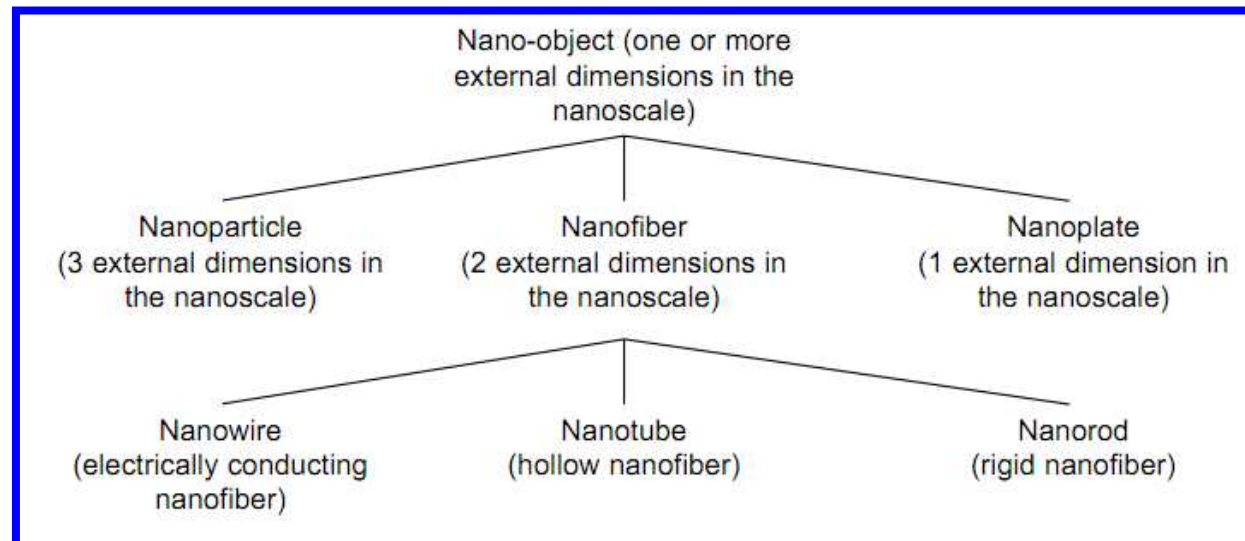 Nano-object (one or more
external dimensions in the
nanoscale)
Nanoparticle
(3 external dimensions in
the nanoscale)
Nanofiber
(2 external dimensions in
the nanoscale)
Nanoplate
(1 external dimension in
the nanoscale)
Nanowire
(electrically conducting
nanofiber)
Nanotube
(hollow nanofiber)
Nanorod
(rigid nanofiber)